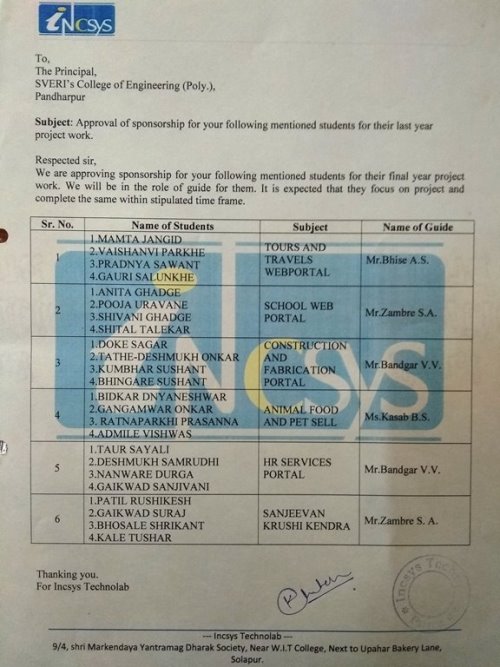 iNCSYS
To,
The Principal,
SVERI's College of Engineering (Poly.),
Pandharpur
Subject: Approval of sponsorship for your following mentioned students for their last year
project work.
Respected sir,
We are approving sponsorship for your following mentioned students for their final year project
work. We will be in the role of guide for them. It is expected that they focus on project and
complete the same within stipulated time frame.
Sr. No. Name of Students Subject Name of Guide
1
1.MAMTA JANGID
2.VAISHANVI PARKHE
3.PRADNYA SAWANT
4.GAURI SALUNKHE
TOURS AND
TRAVELS
WEBPORTAL
Mr.Bhise A.S.
2
1.ANITA GHADGE
2.POOJA URAVANE
3.SHIVANI GHADGE
4.SHITAL TALEKAR
SCHOOL WEB
PORTAL
Mr.Zambre S.A.
3
1.DOKE SAGAR
2.TATHE-DESHMUKH ONKAR
3.KUMBHAR SUSHANT
4.BHINGARE SUSHANT
CONSTRUCTION
AND
FABRICATION
PORTAL
Mr.Bandgar V.V.
4
1.BIDKAR DNYANESHWAR
2.GANGAMWAR ONKAR
3. RATNAPARKHI PRASANNA
4.ADMILE VISHWAS
ANIMAL FOOD
AND PET SELL
Ms.Kasab B.S.
5
1.TAUR SAYALI
2.DESHMUKH SAMRUDHI
3.NANWARE DURGA
4.GAIKWAD SANJIVANI
HR SERVICES
PORTAL
Mr.Bandgar V.V.
6
1.PATIL RUSHIKESH
2.GAIKWAD SURAJ
3.BHOSALE SHRIKANT
4.KALE TUSHAR
SANJEEVAN
KRUSHI KENDRA
Mr.Zambre S. A.
iNCSYS
Thanking you.
For Incsys Technolab
Incsys
--- Incsys Technolab ---
9/4, shri Markendaya Yantramag Dharak Society, Near W.I.T College, Next to Upahar Bakery Lane,
Solapur.